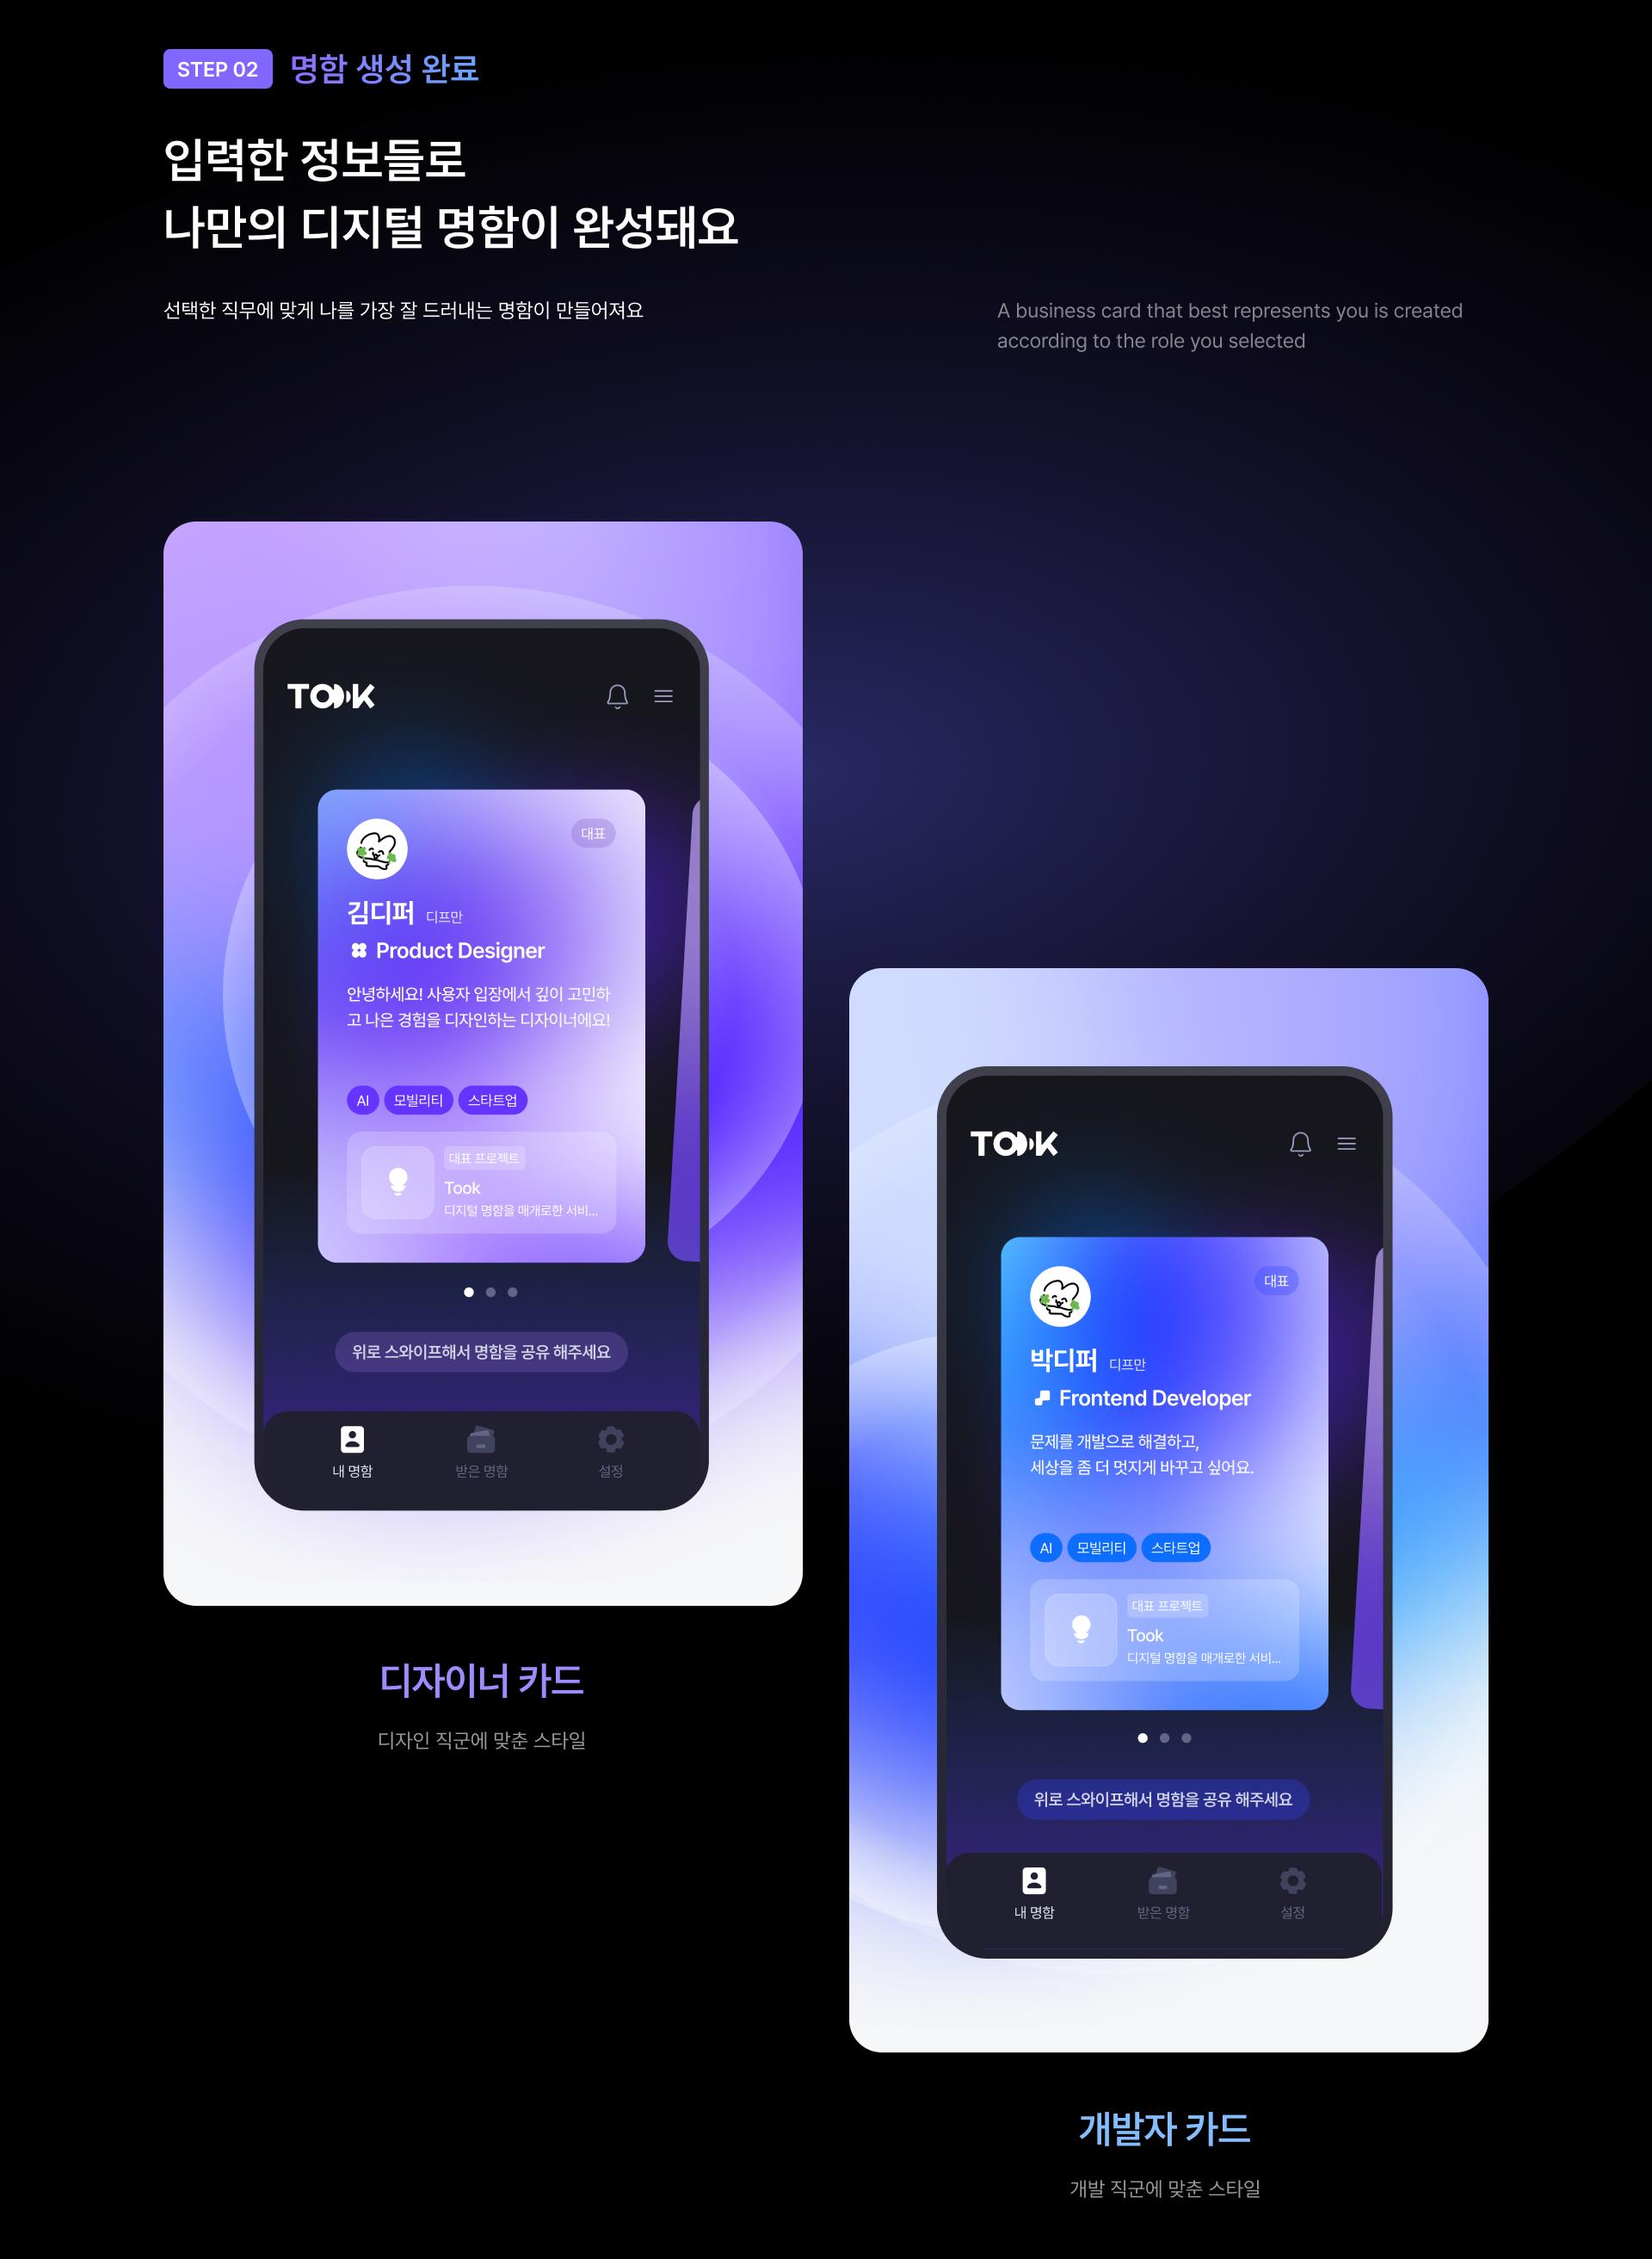 STEP 02 명함 생성 완료
입력한 정보들로
나만의 디지털 명함이 완성돼요
선택한 직무에 맞게 나를 가장 잘 드러내는 명함이 만들어져요
A business card that best represents you is created
according to the role you selected
TOOK
대표
김디퍼 디프만
Product Designer
안녕하세요! 사용자 입장에서 깊이 고민하
고 나은 경험을 디자인하는 디자이너에요!
AI 모빌리티 스타트업
대표 프로젝트
Took
디지털 명함을 매개로한 서비...
위로 스와이프해서 명함을 공유 해주세요
내 명함 받은 명함 설정
디자이너 카드
디자인 직군에 맞춘 스타일
TOOK
대표
박디퍼 디프만
Frontend Developer
문제를 개발으로 해결하고,
세상을 좀 더 멋지게 바꾸고 싶어요.
AI 모빌리티 스타트업
대표 프로젝트
Took
디지털 명함을 매개로한 서비...
위로 스와이프해서 명함을 공유 해주세요
내 명함 받은 명함 설정
개발자 카드
개발 직군에 맞춘 스타일